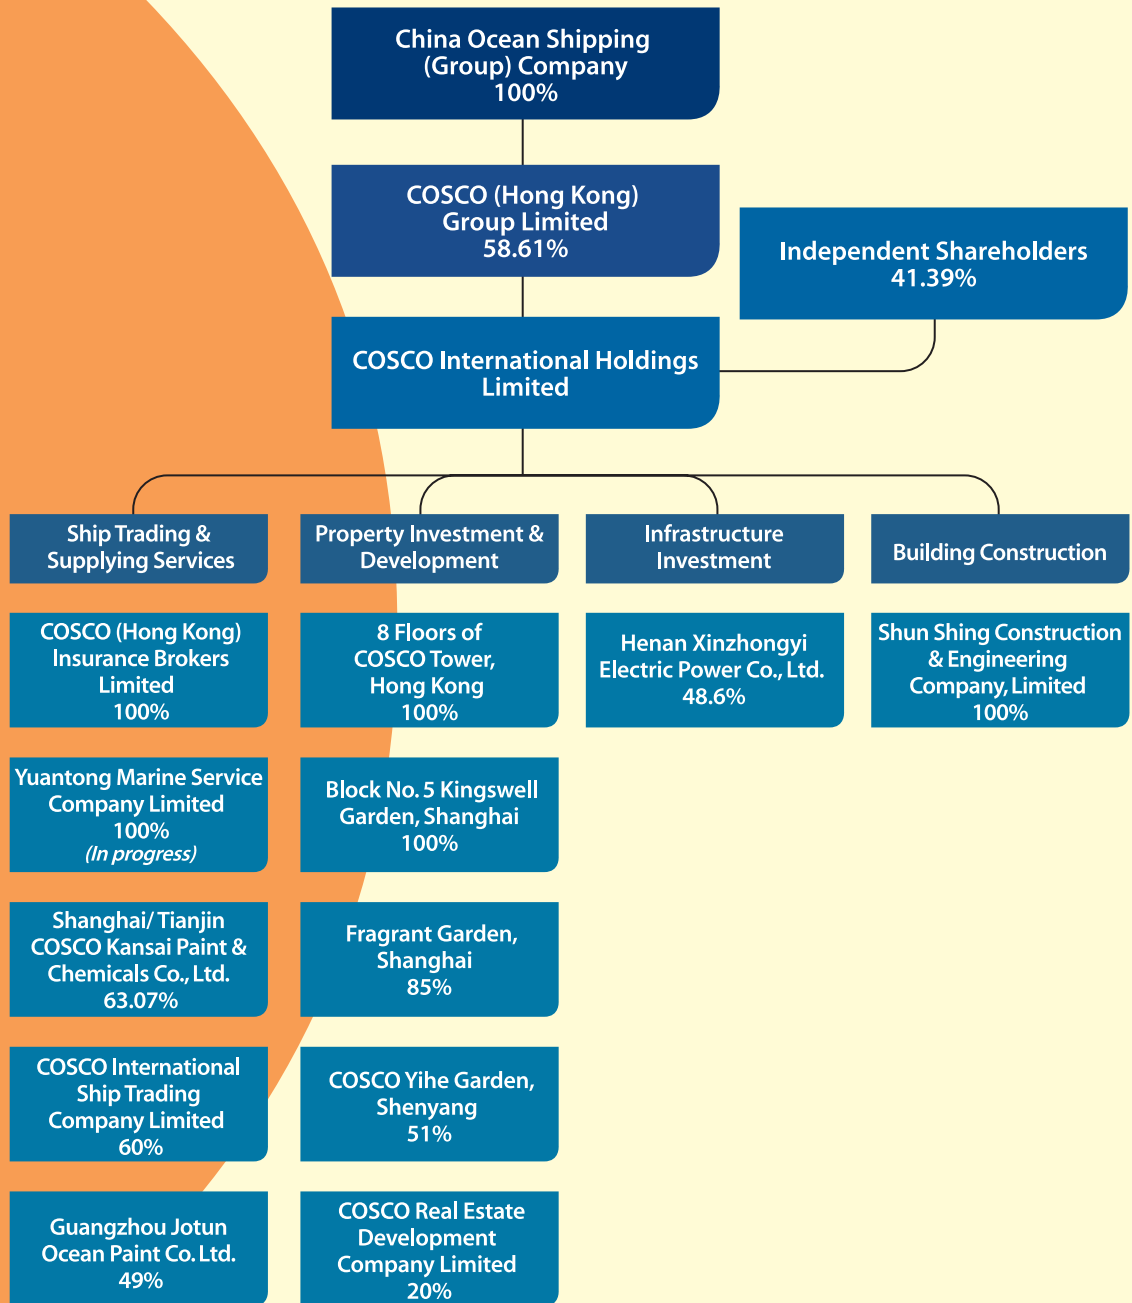 China Ocean Shipping
(Group) Company
100%
COSCO (Hong Kong)
Group Limited
58.61%
Independent Shareholders
41.39%
COSCO International Holdings
Limited
Ship Trading &
Supplying Services
Property Investment &
Development
Infrastructure
Investment
Building Construction
COSCO (Hong Kong)
Insurance Brokers
Limited
100%
8 Floors of
COSCO Tower,
Hong Kong
100%
Henan Xinzhongyi
Electric Power Co., Ltd.
48.6%
Shun Shing Construction
& Engineering
Company, Limited
100%
Yuantong Marine Service
Company Limited
100%
(In progress)
Block No. 5 Kingswell
Garden, Shanghai
100%
Shanghai/ Tianjin
COSCO Kansai Paint &
Chemicals Co., Ltd.
63.07%
Fragrant Garden,
Shanghai
85%
COSCO International
Ship Trading
Company Limited
60%
COSCO Yihe Garden,
Shenyang
51%
Guangzhou Jotun
Ocean Paint Co. Ltd.
49%
COSCO Real Estate
Development
Company Limited
20%